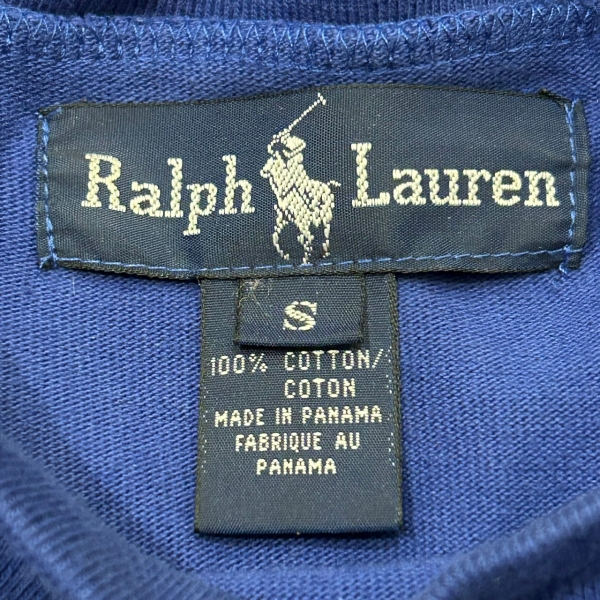 Ralph Lauren
S
100% COTTON/
COTON
MADE IN PANAMA
FABRIQUE AU
PANAMA